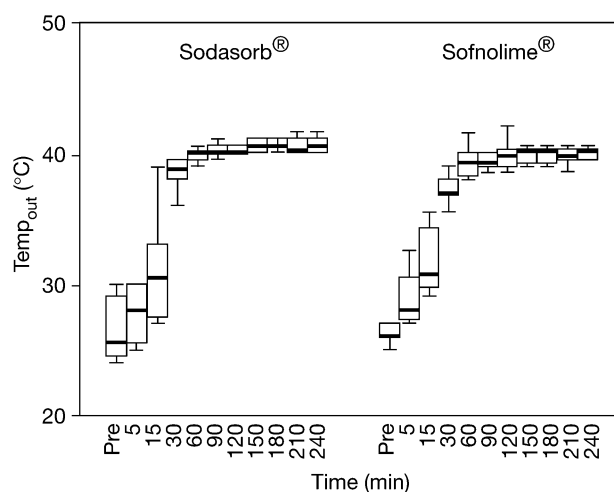 50
Sodasorb® Sofnolime®
40
30
20
Temp_out (°C)
Pre 5 15 30 60 90 120 150 180 210 240 Pre 5 15 30 60 90 120 150 180 210 240
Time (min)